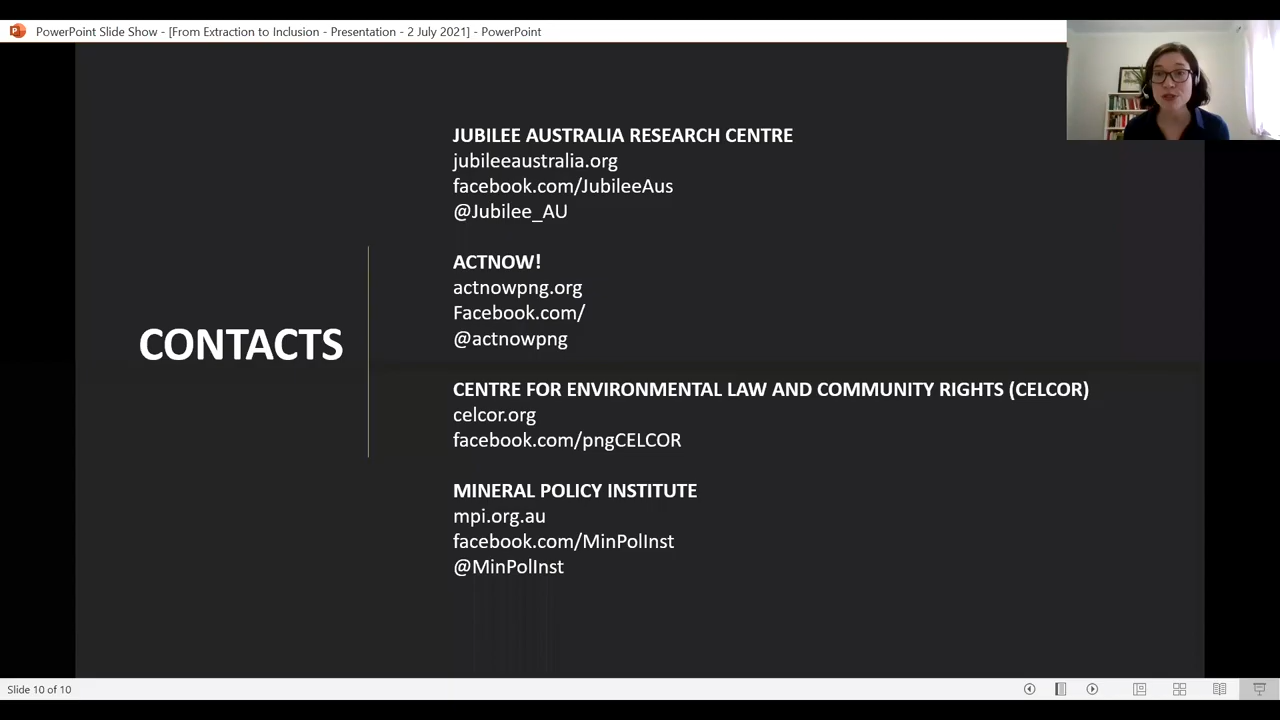 PowerPoint Slide Show - [From Extraction to Inclusion - Presentation - 2 July 2021] - PowerPoint
CONTACTS
JUBILEE AUSTRALIA RESEARCH CENTRE
jubileeaustralia.org
facebook.com/JubileeAus
@Jubilee_AU
ACTNOW!
actnowpng.org
Facebook.com/
@actnowpng
CENTRE FOR ENVIRONMENTAL LAW AND COMMUNITY RIGHTS (CELCOR)
celcor.org
facebook.com/pngCELCOR
MINERAL POLICY INSTITUTE
mpi.org.au
facebook.com/MinPolInst
@MinPolInst
Slide 10 of 10